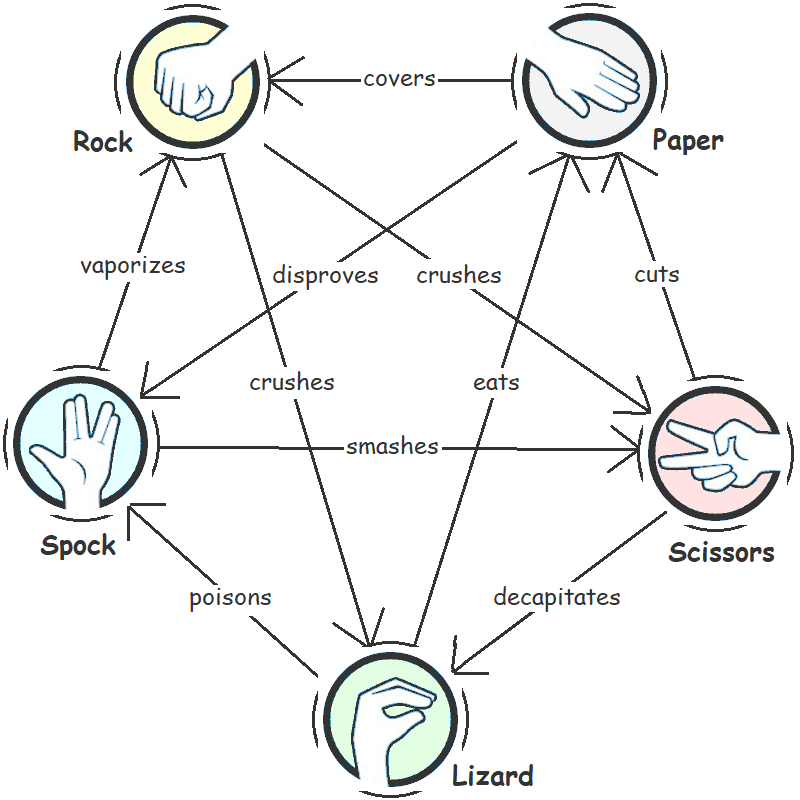 covers
Rock
Paper
vaporizes
disproves
crushes
cuts
crushes
eats
smashes
Spock
Scissors
poisons
decapitates
Lizard